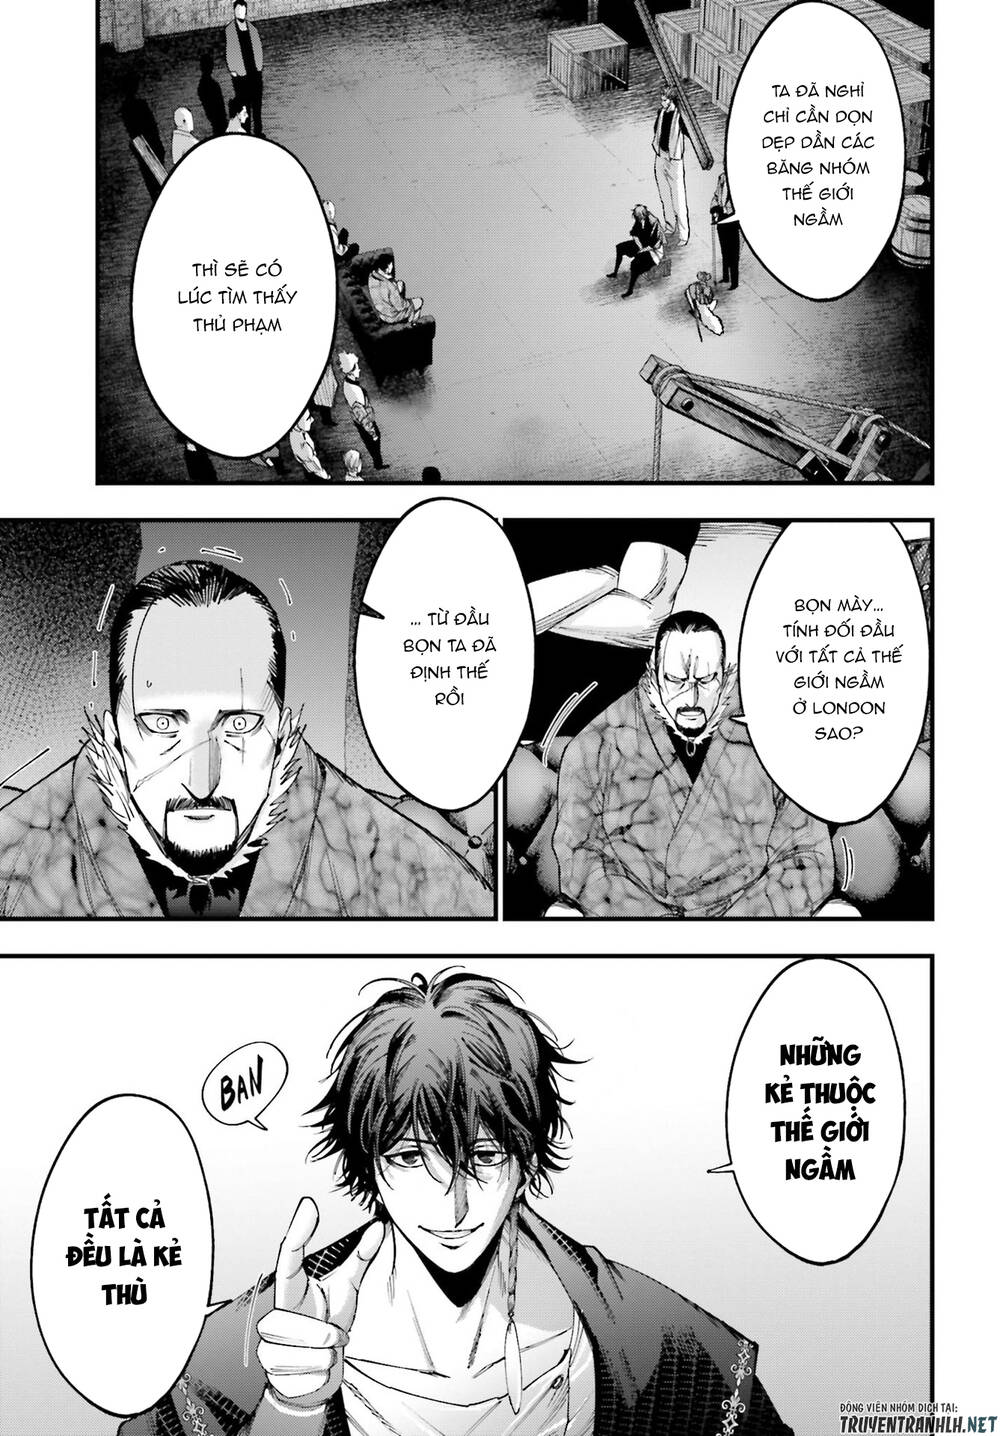 TA ĐÃ NGHỈ
CHỈ CẦN DỌN
DẸP DẦN CÁC
BĂNG NHÓM
THẾ GIỚI
NGẦM
THÌ SẼ CÓ
LÚC TÌM THẤY
THỦ PHẠM
BỌN MÀY...
TÍNH ĐỐI ĐẦU
VỚI TẤT CẢ THẾ
GIỚI NGẦM
Ở LONDON
SAO?
... TỪ ĐẦU
BỌN TA ĐÃ
ĐỊNH THẾ
RỒI
NHỮNG
KẺ THUỘC
THẾ GIỚI
NGẦM
BAN
TẤT CẢ
ĐỀU LÀ KẺ
THÙ
ĐỘNG VIÊN NHÓM DỊCH TẠI:
TRUYENTRANHLH.NET